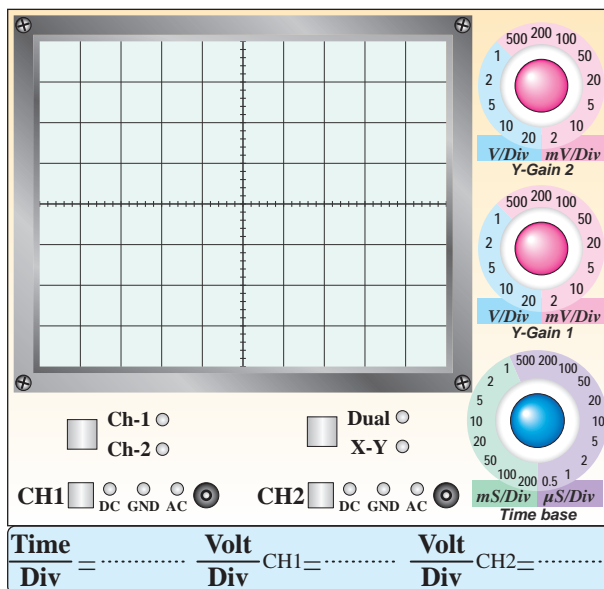 500 200 100
1 50
2 20
5 10
10 2
20
V/Div mV/Div
Y-Gain 2
500 200 100
1 50
2 20
5 10
10 2
20
V/Div mV/Div
Y-Gain 1
1 500 200 100
2 50
5 20
10 10
20 5
50 2
100 200 0.5 1
mS/Div µS/Div
Time base
Ch-1
Ch-2
Dual
X-Y
CH1 DC GND AC
CH2 DC GND AC
Time/Div = ............... Volt/Div CH1= ............... Volt/Div CH2= ...............